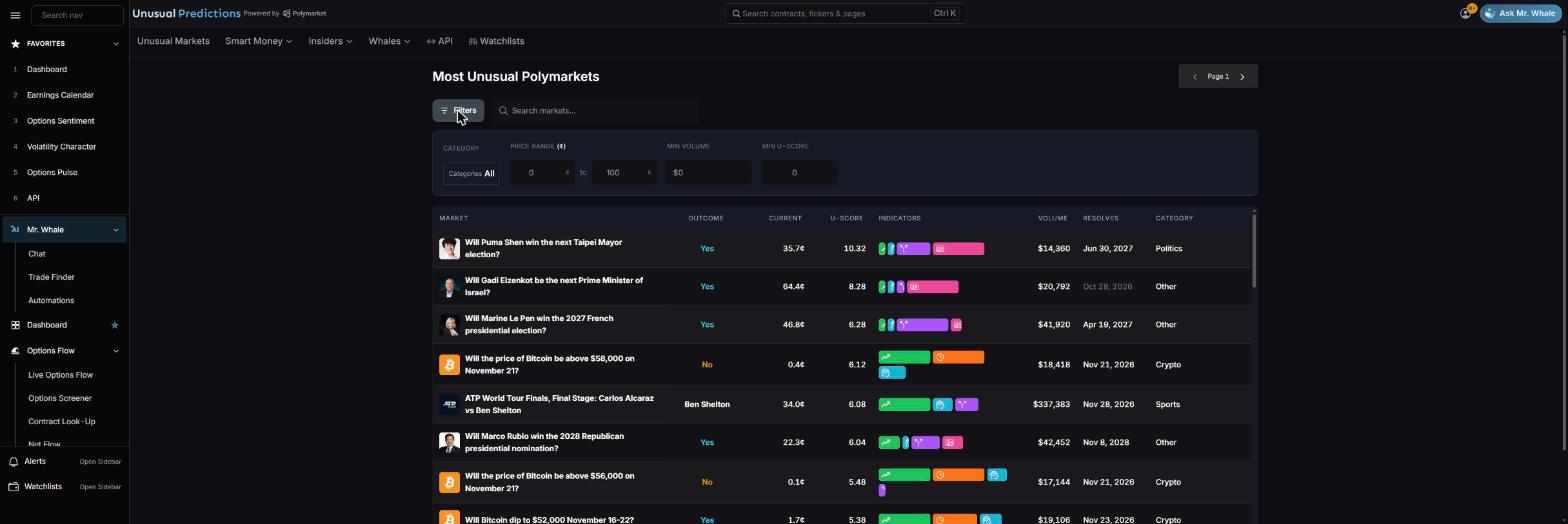 Search nav
Unusual Predictions Powered by Polymarket
Search contracts, tickers & pages Ctrl K
9+
Ask Mr. Whale
FAVORITES
1 Dashboard
2 Earnings Calendar
3 Options Sentiment
4 Volatility Character
5 Options Pulse
6 API
AI Mr. Whale
Chat
Trade Finder
Automations
Dashboard
Options Flow
Live Options Flow
Options Screener
Contract Look-Up
Net Flow
Alerts Open Sidebar
Watchlists Open Sidebar
Unusual Markets Smart Money Insiders Whales API Watchlists
Most Unusual Polymarkets
Page 1
Filters
Search markets...
CATEGORY PRICE RANGE (¢) MIN VOLUME MIN U-SCORE
Categories All 0 ¢ to 100 ¢ $0 0
MARKET OUTCOME CURRENT U-SCORE INDICATORS VOLUME RESOLVES CATEGORY
Will Puma Shen win the next Taipei Mayor
election?
Yes 35.7¢ 10.32 $14,360 Jun 30, 2027 Politics
Will Gadi Eizenkot be the next Prime Minister of
Israel?
Yes 64.4¢ 8.28 $20,792 Oct 28, 2026 Other
Will Marine Le Pen win the 2027 French
presidential election?
Yes 46.8¢ 6.28 $41,920 Apr 19, 2027 Other
Will the price of Bitcoin be above $58,000 on
November 21?
No 0.4¢ 6.12 $18,418 Nov 21, 2026 Crypto
ATP World Tour Finals, Final Stage: Carlos Alcaraz
vs Ben Shelton
Ben Shelton 34.0¢ 6.08 $337,383 Nov 28, 2026 Sports
Will Marco Rubio win the 2028 Republican
presidential nomination?
Yes 22.3¢ 6.04 $42,452 Nov 8, 2028 Other
Will the price of Bitcoin be above $56,000 on
November 21?
No 0.1¢ 5.48 $17,144 Nov 21, 2026 Crypto
Will Bitcoin dip to $52,000 November 16-22?
Yes 1.7¢ 5.38 $19,106 Nov 23, 2026 Crypto